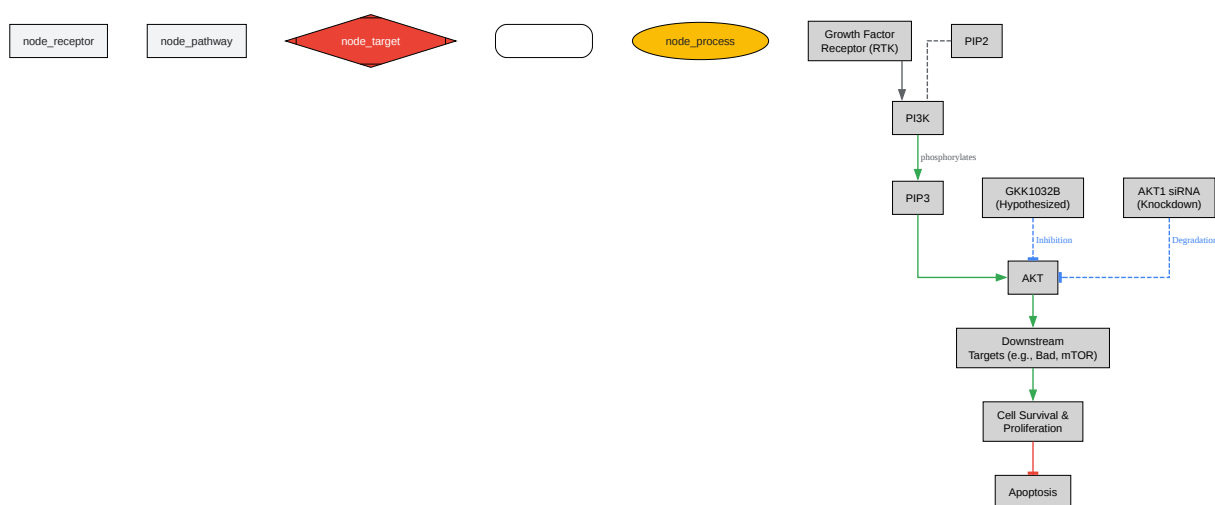 node_receptor
node_pathway
node_target
node_process
Growth Factor
Receptor (RTK)
PIP2
PI3K
phosphorylates
PIP3
GKK1032B
(Hypothesized)
AKT1 siRNA
(Knockdown)
Inhibition
Degradation
AKT
Downstream
Targets (e.g., Bad, mTOR)
Cell Survival &
Proliferation
Apoptosis